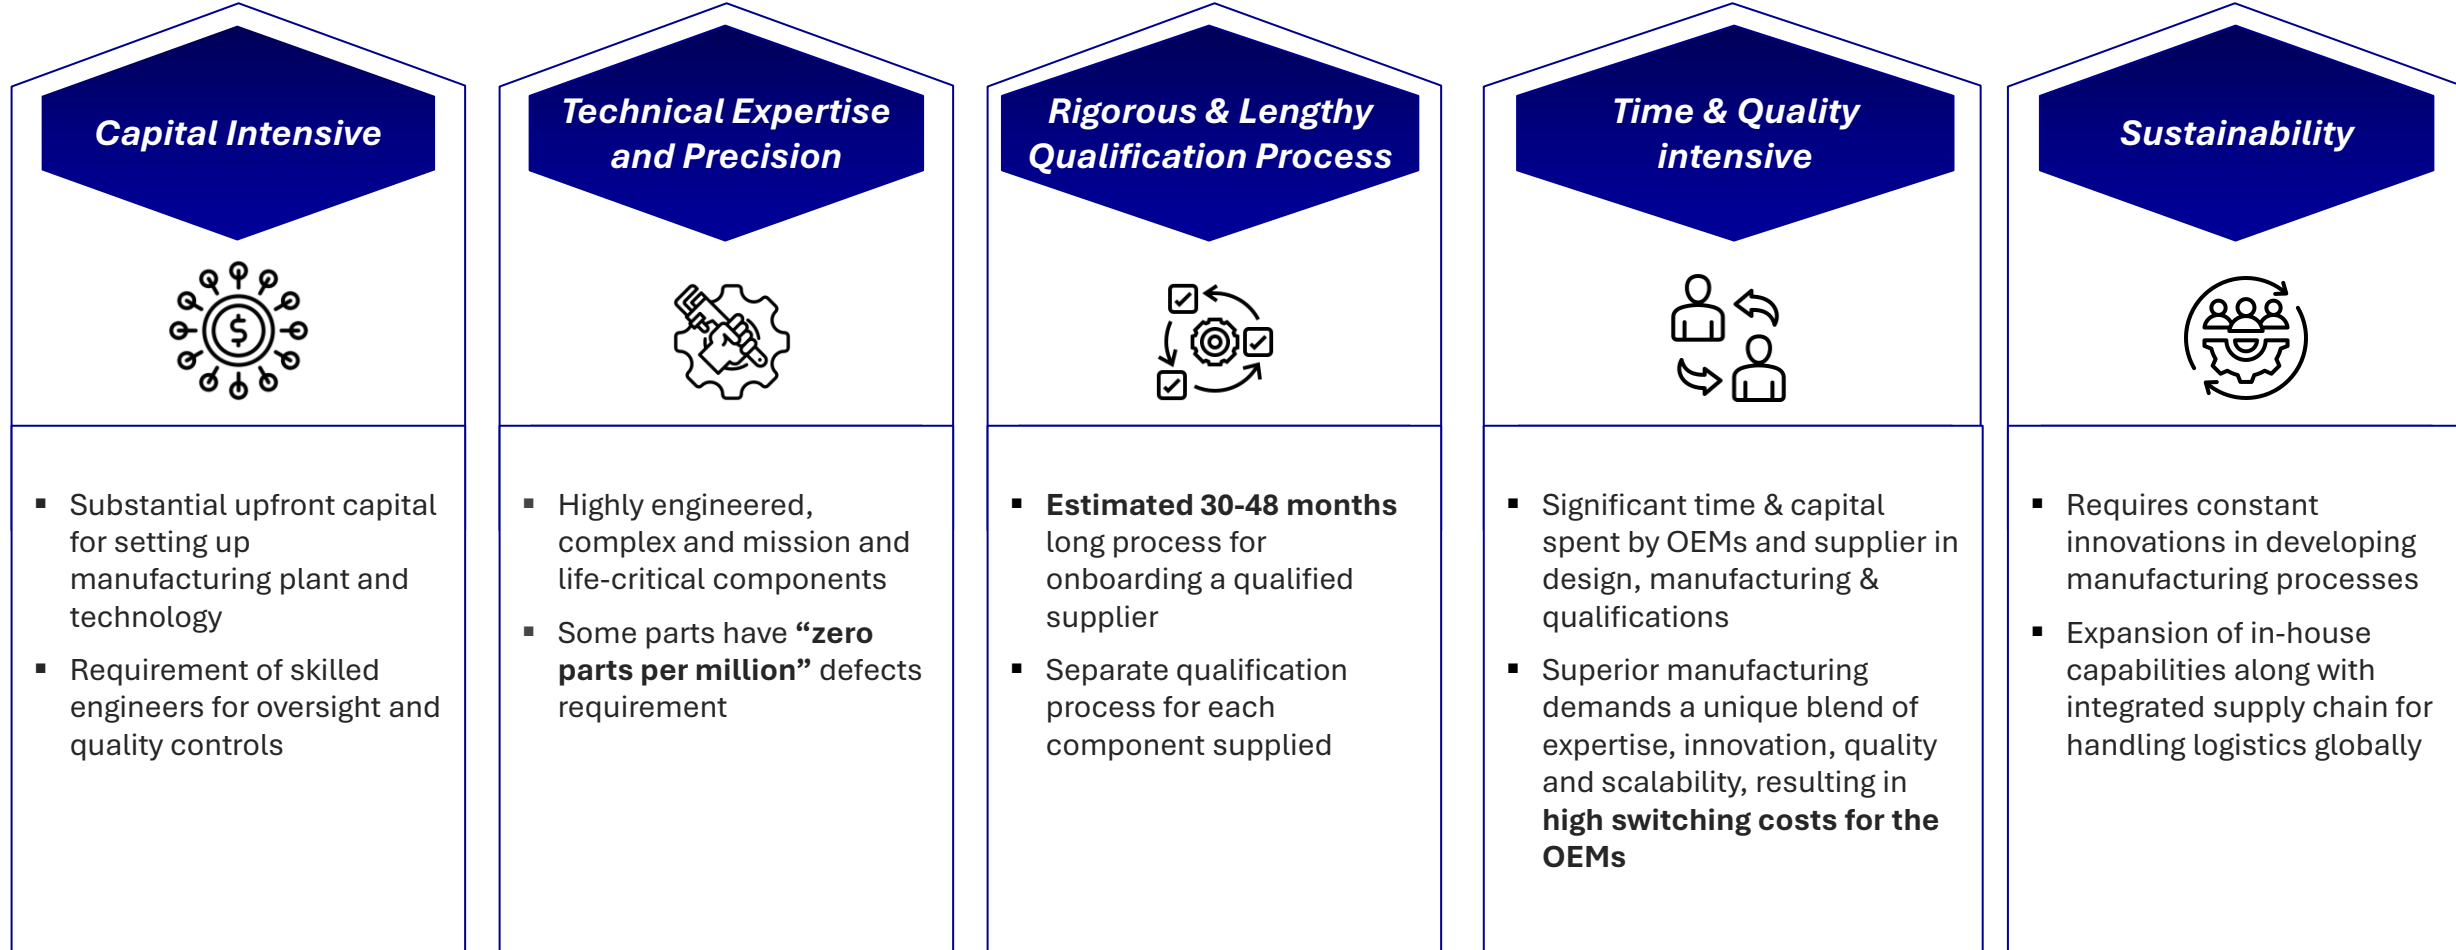 Capital Intensive
$
▪ Substantial upfront capital
for setting up
manufacturing plant and
technology
▪ Requirement of skilled
engineers for oversight and
quality controls
Technical Expertise
and Precision
▪ Highly engineered,
complex and mission and
life-critical components
▪ Some parts have “zero
parts per million” defects
requirement
Rigorous & Lengthy
Qualification Process
▪ Estimated 30-48 months
long process for
onboarding a qualified
supplier
▪ Separate qualification
process for each
component supplied
Time & Quality
intensive
▪ Significant time & capital
spent by OEMs and supplier in
design, manufacturing &
qualifications
▪ Superior manufacturing
demands a unique blend of
expertise, innovation, quality
and scalability, resulting in
high switching costs for the
OEMs
Sustainability
▪ Requires constant
innovations in developing
manufacturing processes
▪ Expansion of in-house
capabilities along with
integrated supply chain for
handling logistics globally